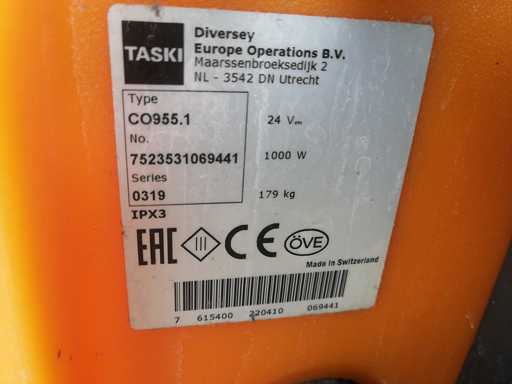 TASKI
Diversey
Europe Operations B.V.
Maarssenbroeksedijk 2
NL - 3542 DN Utrecht
Type
CO955.1
24 V
No.
7523531069441
1000 W
Series
0319
179 kg
IPX3
EAC III CE ÖVE
Made in Switzerland
7 615400 220410 069441